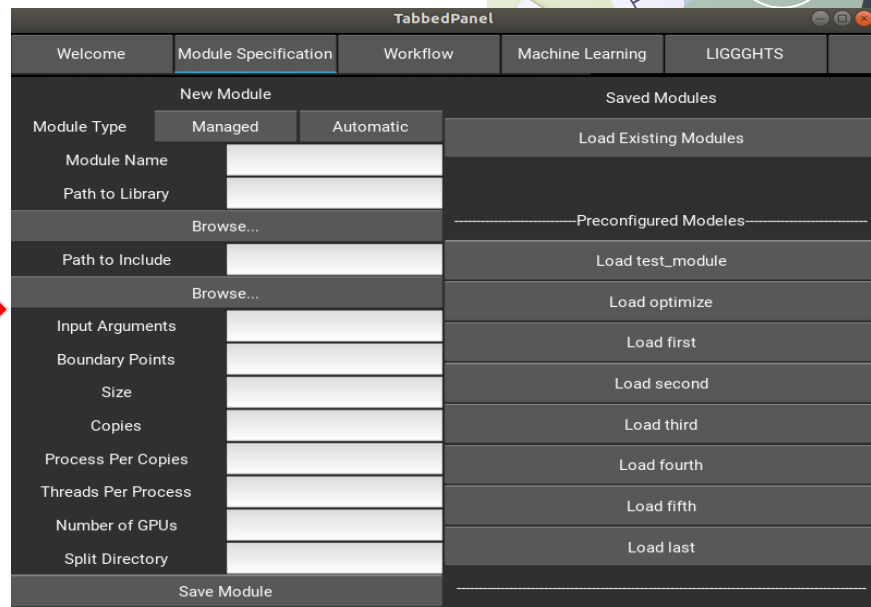 TabbedPanel
Welcome Module Specification Workflow Machine Learning LIGGGHTS
New Module
Module Type Managed Automatic
Module Name
Path to Library
Browse...
Path to Include
Browse...
Input Arguments
Boundary Points
Size
Copies
Process Per Copies
Threads Per Process
Number of GPUs
Split Directory
Save Module
Saved Modules
Load Existing Modules
Preconfigured Modeles
Load test_module
Load optimize
Load first
Load second
Load third
Load fourth
Load fifth
Load last